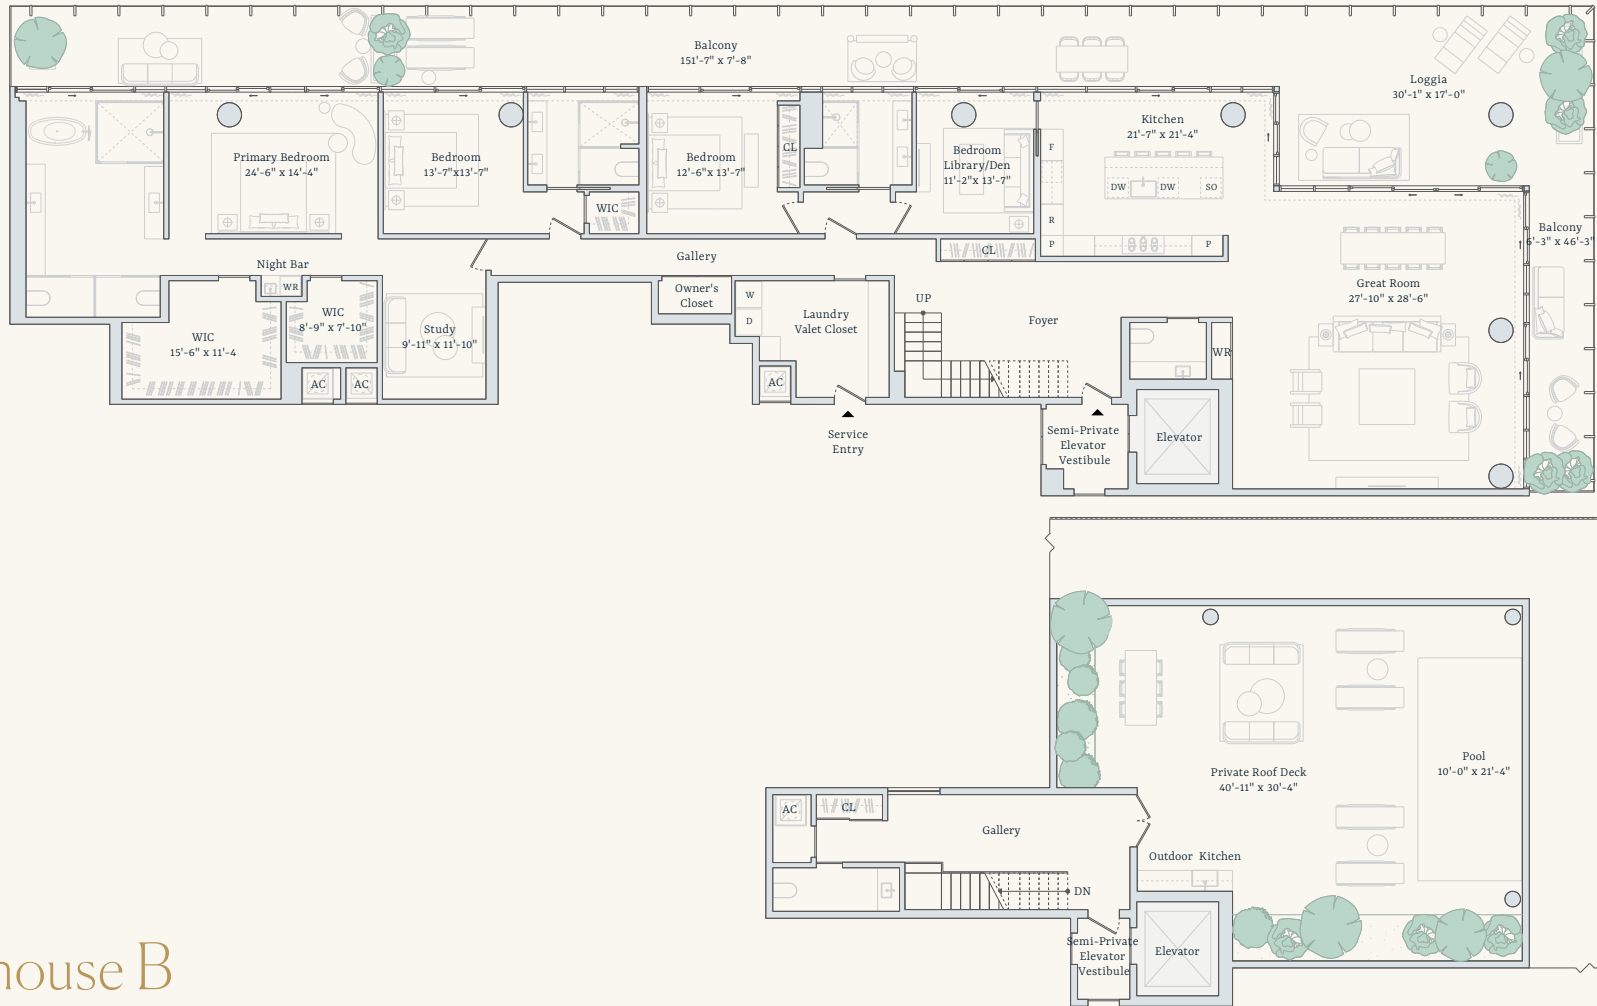 Balcony
151'-7" x 7'-8"
Loggia
30'-1" x 17'-0"
Primary Bedroom
24'-6" x 14'-4"
Bedroom
13'-7"x13'-7"
WIC
Bedroom
12'-6"x 13'-7"
CL
Bedroom
Library/Den
11'-2"x 13'-7"
Kitchen
21'-7" x 21'-4"
F
DW
DW
SO
R
P
P
CL
Balcony
6'-3" x 46'-3"
Night Bar
WR
Gallery
Great Room
27'-10" x 28'-6"
WIC
15'-6" x 11'-4
WIC
8'-9" x 7'-10"
Study
9'-11" x 11'-10"
AC
AC
Owner's
Closet
W
D
Laundry
Valet Closet
AC
UP
Foyer
WR
Service
Entry
Semi-Private
Elevator
Vestibule
Elevator
Private Roof Deck
40'-11" x 30'-4"
Pool
10'-0" x 21'-4"
AC
CL
Gallery
Outdoor Kitchen
DN
Semi-Private
Elevator
Vestibule
Elevator
house B